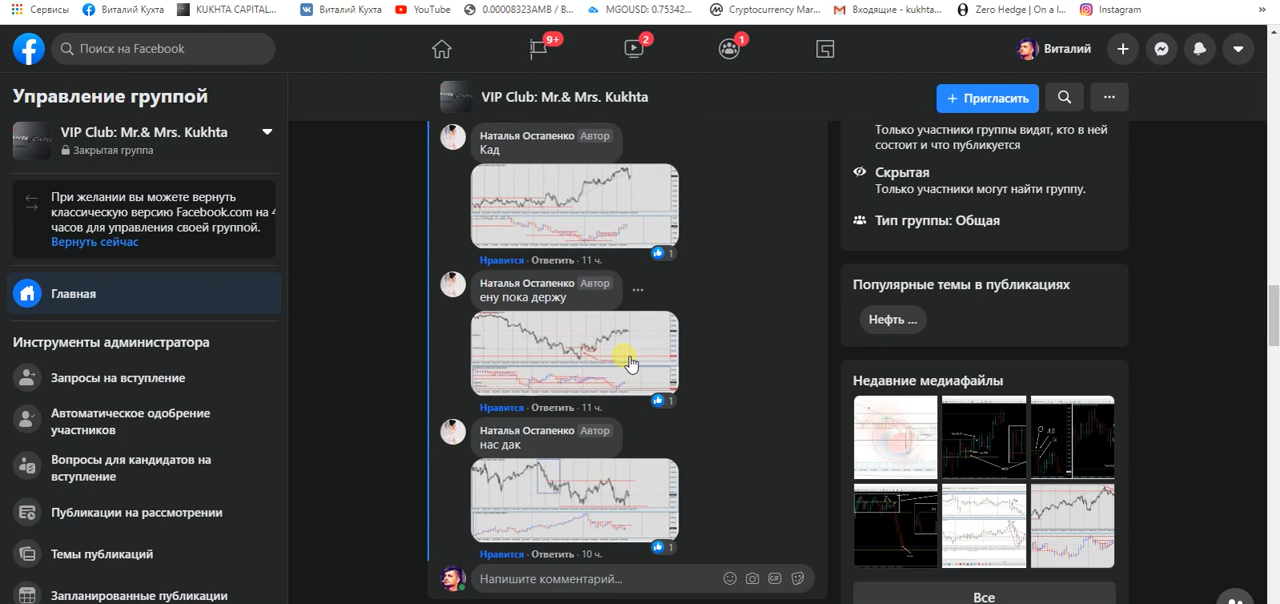 Сервисы
Виталий Кухта
KUKHTA CAPITAL...
Виталий Кухта
YouTube
0.00008323AMB / B...
MGOUSD: 0.75342...
Cryptocurrency Mar...
Входящие - kukhta...
Zero Hedge | On a l...
Instagram
»
Поиск на Facebook
9+
2
1
Виталий
Управление группой
VIP Club: Mr.& Mrs. Kukhta
Закрытая группа
При желании вы можете вернуть
классическую версию Facebook.com на 4
часов для управления своей группой.
Вернуть сейчас
Главная
Инструменты администратора
Запросы на вступление
Автоматическое одобрение
участников
Вопросы для кандидатов на
вступление
Публикации на рассмотрении
Темы публикаций
Запланированные публикации
VIP Club: Mr.& Mrs. Kukhta
+ Пригласить
Наталья Остапенко Автор
Кад
1
Нравится · Ответить · 11 ч.
Наталья Остапенко Автор
ену пока держу
1
Нравится · Ответить · 11 ч.
Наталья Остапенко Автор
нас дак
1
Нравится · Ответить · 10 ч.
Напишите комментарий...
GIF
Только участники группы видят, кто в ней
состоит и что публикуется
Скрытая
Только участники могут найти группу.
Тип группы: Общая
Популярные темы в публикациях
Нефть ...
Недавние медиафайлы
Все